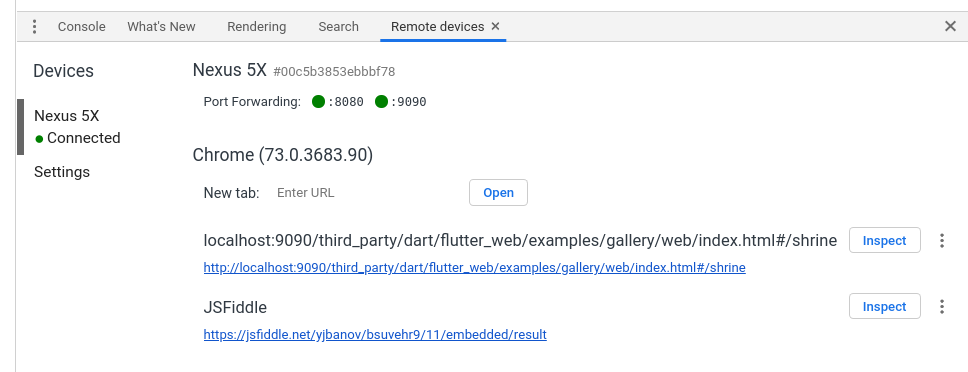 Console What's New Rendering Search Remote devices ×
Devices
Nexus 5X
Connected
Settings
Nexus 5X #00c5b3853ebbbf78
Port Forwarding: :8080 :9090
Chrome (73.0.3683.90)
New tab: Enter URL Open
localhost:9090/third_party/dart/flutter_web/examples/gallery/web/index.html#/shrine Inspect
http://localhost:9090/third_party/dart/flutter_web/examples/gallery/web/index.html#/shrine
JSFiddle Inspect
https://jsfiddle.net/yjbanov/bsuvehr9/11/embedded/result